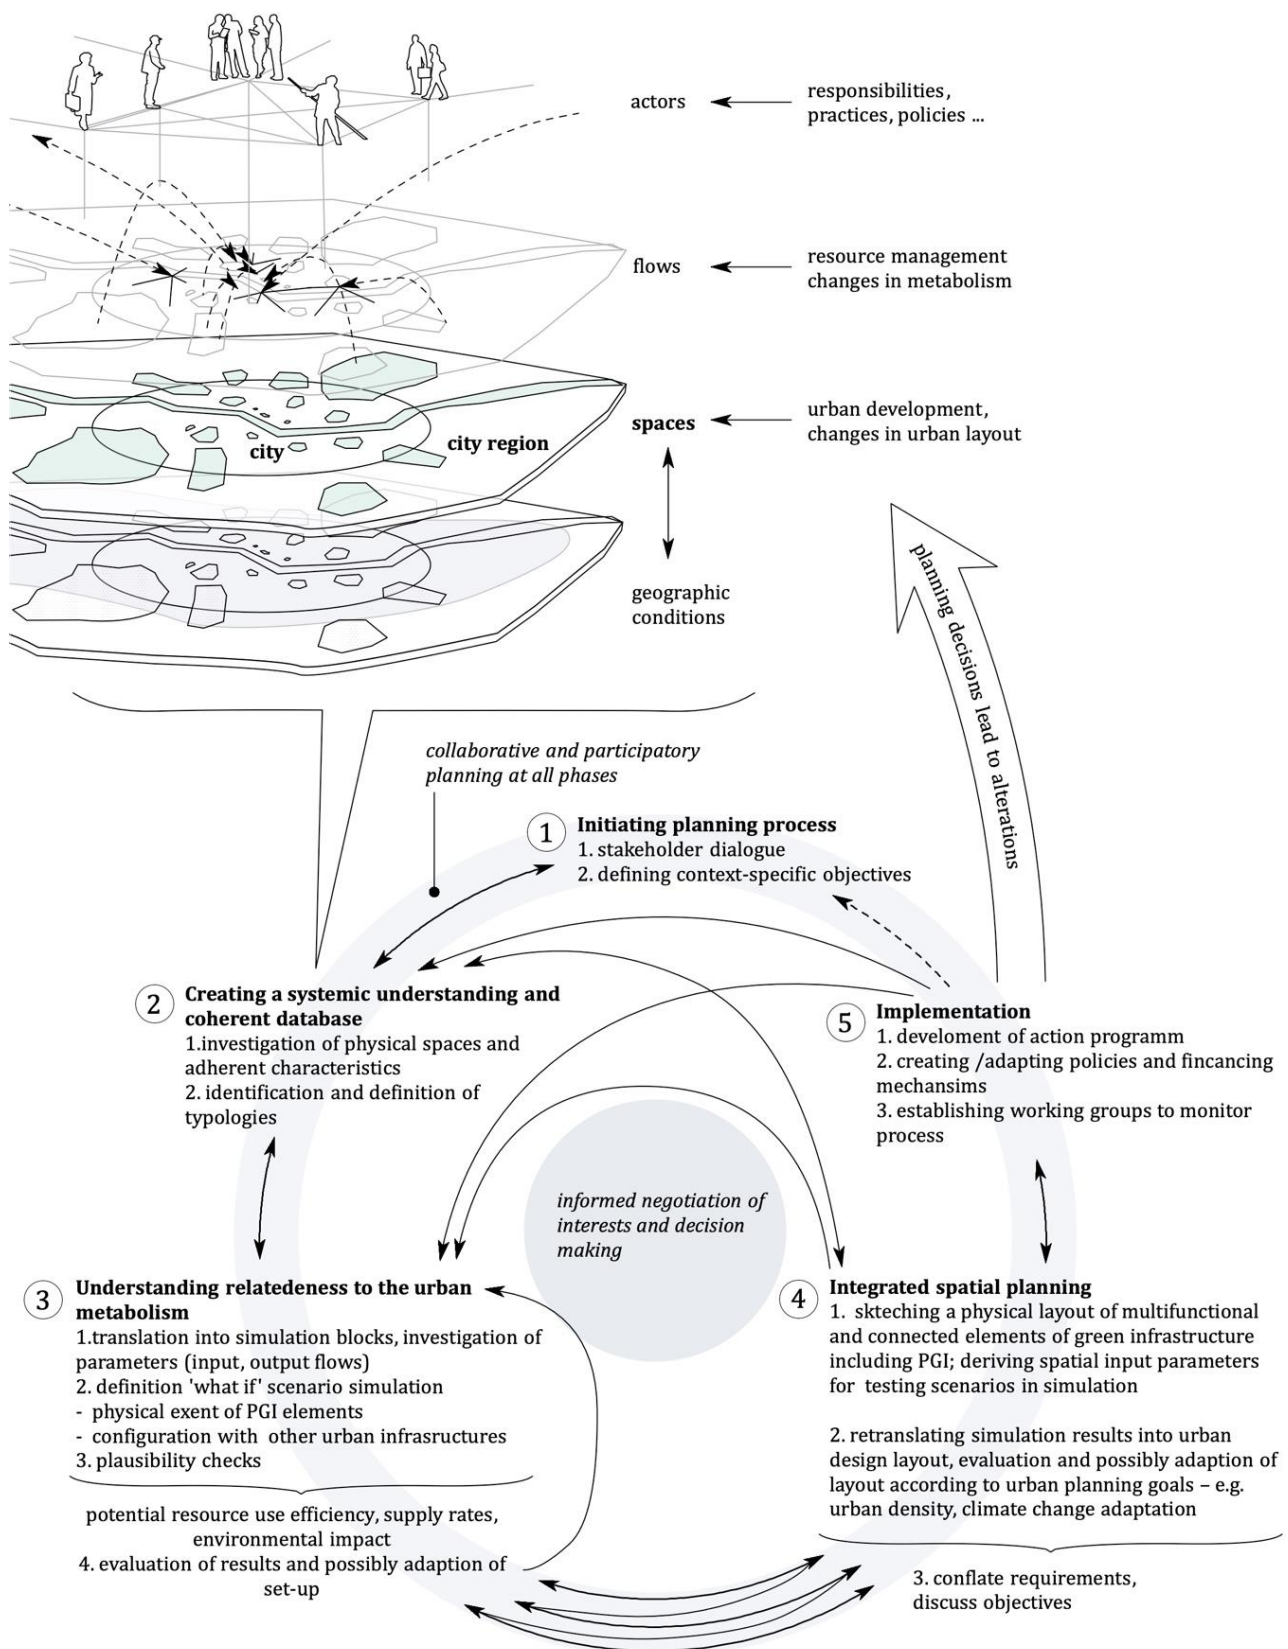 actors
responsibilities,
practices, policies ...
flows
resource management
changes in metabolism
spaces
urban development,
changes in urban layout
city
city region
geographic
conditions
planning decisions lead to alterations
collaborative and participatory
planning at all phases
1
Initiating planning process
1. stakeholder dialogue
2. defining context-specific objectives
2
Creating a systemic understanding and
coherent database
1.investigation of physical spaces and
adherent characteristics
2. identification and definition of
typologies
5
Implementation
1. develoment of action programm
2. creating /adapting policies and fincancing
mechansims
3. establishing working groups to monitor
process
informed negotiation of
interests and decision
making
3
Understanding relatedeness to the urban
metabolism
1.translation into simulation blocks, investigation of
parameters (input, output flows)
2. definition 'what if' scenario simulation
- physical exent of PGI elements
- configuration with other urban infrasructures
3. plausibility checks
potential resource use efficiency, supply rates,
environmental impact
4. evaluation of results and possibly adaption of
set-up
4
Integrated spatial planning
1. skteching a physical layout of multifunctional
and connected elements of green infrastructure
including PGI; deriving spatial input parameters
for testing scenarios in simulation
2. retranslating simulation results into urban
design layout, evaluation and possibly adaption of
layout according to urban planning goals – e.g.
urban density, climate change adaptation
3. conflate requirements,
discuss objectives